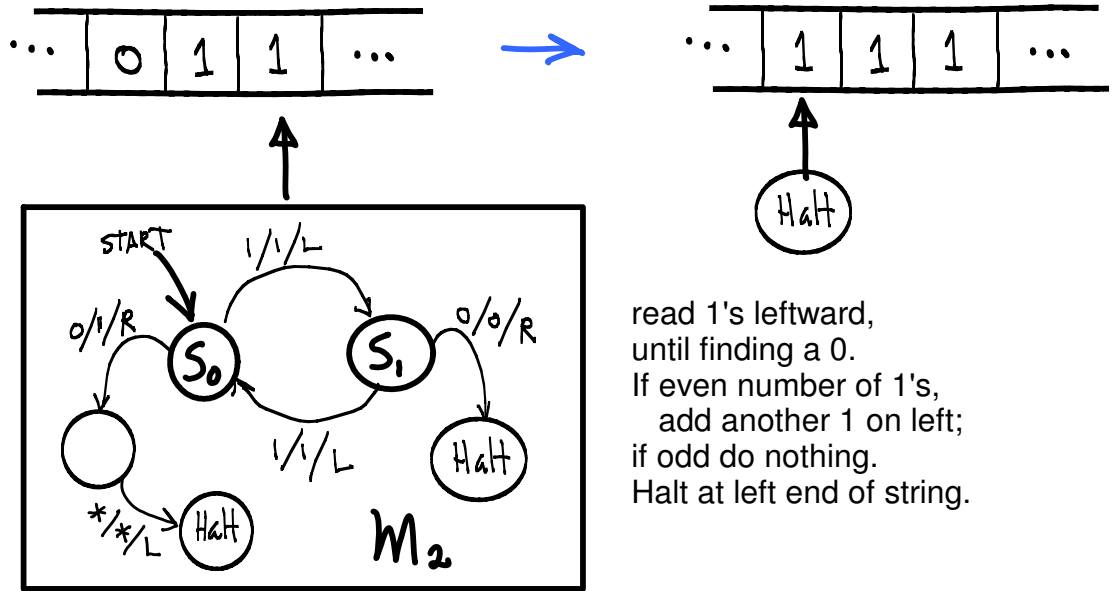 ... 0 1 1 ...
... 1 1 1 ...
Halt
START
1/1/L
0/1/R
0/0/R
S0
S1
1/1/L
Halt
*/*/L
Halt
M2
read 1's leftward,
until finding a 0.
If even number of 1's,
add another 1 on left;
if odd do nothing.
Halt at left end of string.